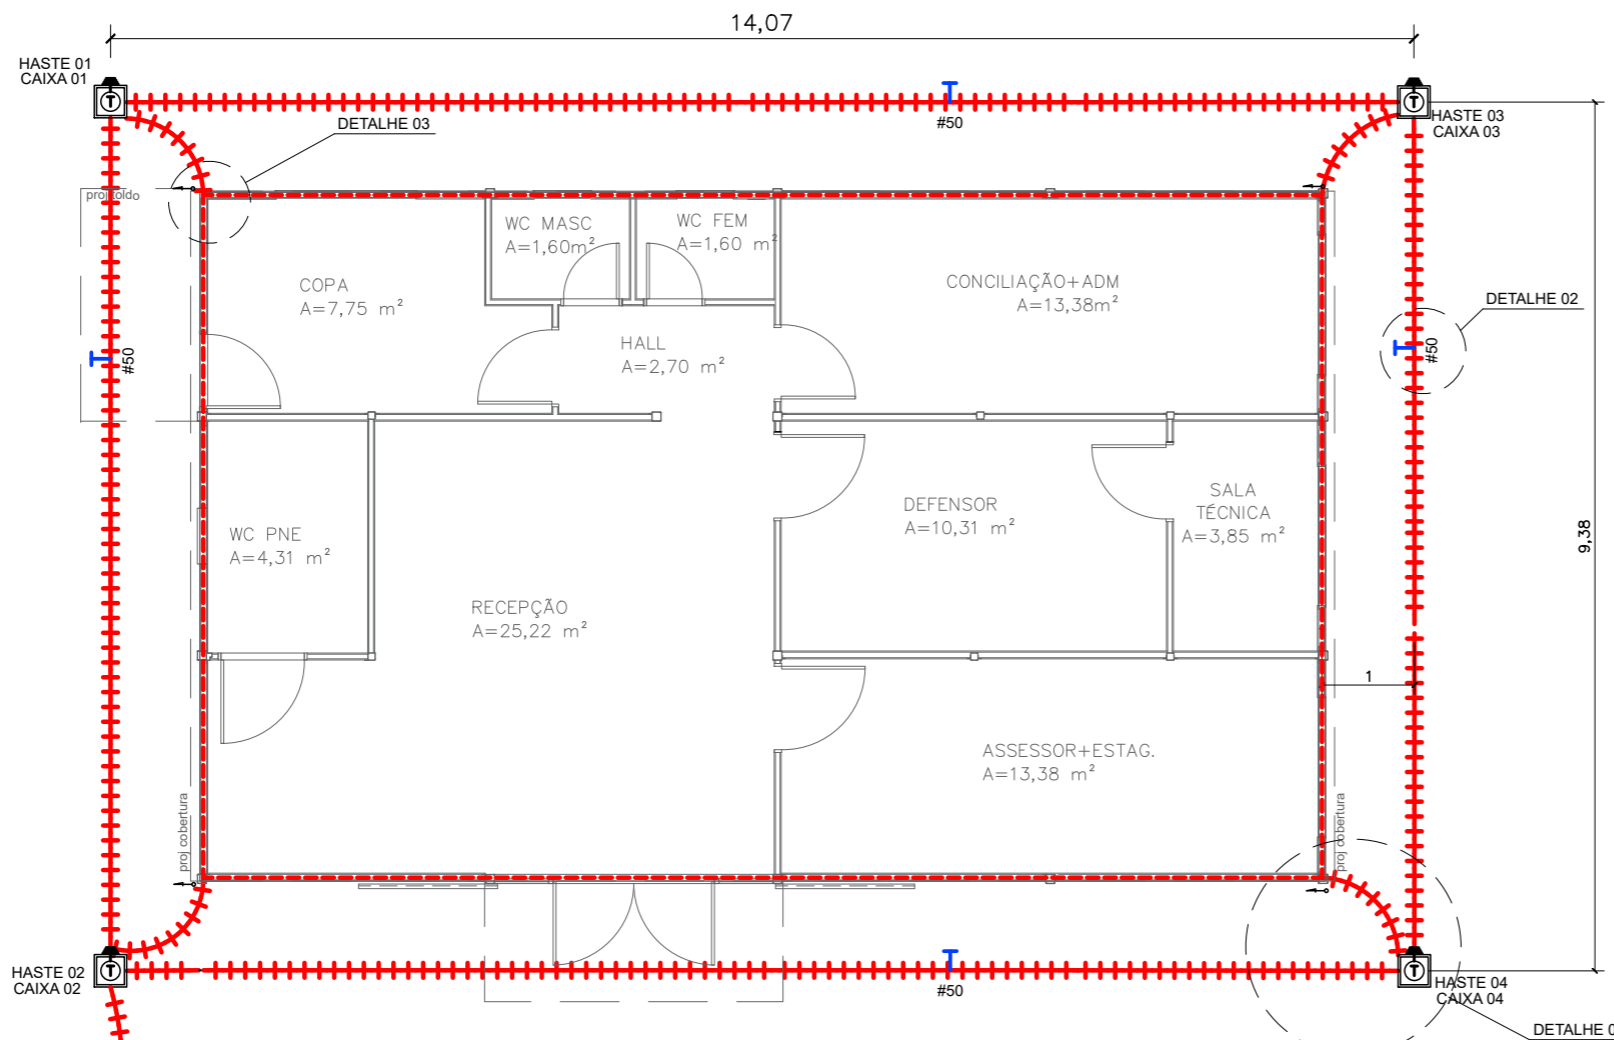 14,07
HASTE 01
CAIXA 01
#50
HASTE 03
CAIXA 03
DETALHE 03
WC MASC
A=1,60m²
WC FEM
A=1,60 m²
COPA
A=7,75 m²
CONCILIAÇÃO+ADM
A=13,38m²
DETALHE 02
HALL
A=2,70 m²
#50
#50
DEFENSOR
A=10,31 m²
SALA
TÉCNICA
A=3,85 m²
9,38
WC PNE
A=4,31 m²
RECEPÇÃO
A=25,22 m²
1
ASSESSOR+ESTAG.
A=13,38 m²
proj cobertura
proj cobertura
HASTE 02
CAIXA 02
#50
HASTE 04
CAIXA 04
DETALHE 0